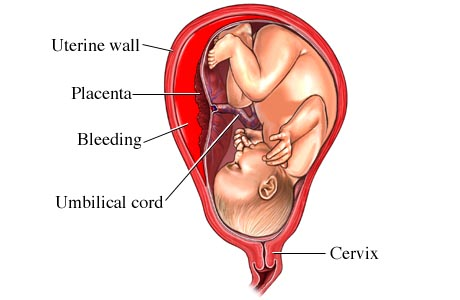 Uterine wall
Placenta
Bleeding
Umbilical cord
Cervix